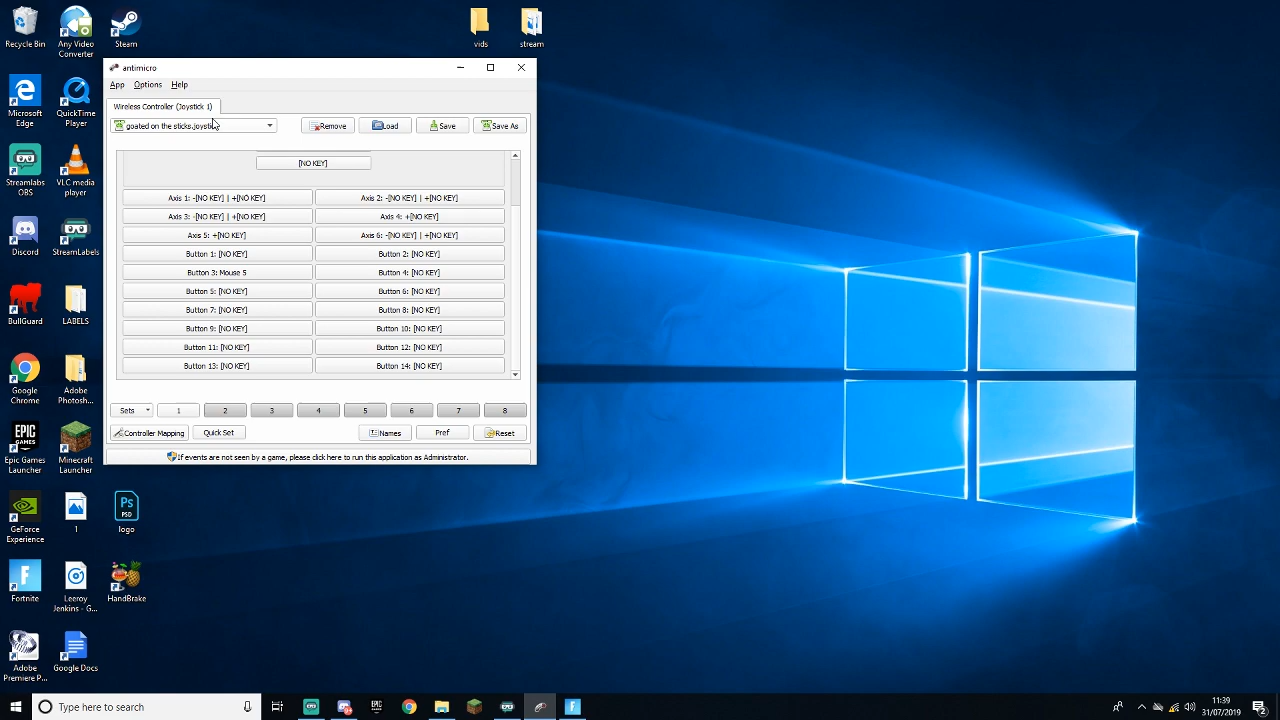 Recycle Bin
Any Video
Converter
Steam
vids
stream
antimicro
App Options Help
Wireless Controller (Joystick 1)
goated on the sticks.joystick
Remove
Load
Save
Save As
[NO KEY]
Axis 1: -[NO KEY] | +[NO KEY]
Axis 2: -[NO KEY] | +[NO KEY]
Axis 3: -[NO KEY] | +[NO KEY]
Axis 4: +[NO KEY]
Axis 5: +[NO KEY]
Axis 6: -[NO KEY] | +[NO KEY]
Button 1: [NO KEY]
Button 2: [NO KEY]
Button 3: Mouse 5
Button 4: [NO KEY]
Button 5: [NO KEY]
Button 6: [NO KEY]
Button 7: [NO KEY]
Button 8: [NO KEY]
Button 9: [NO KEY]
Button 10: [NO KEY]
Button 11: [NO KEY]
Button 12: [NO KEY]
Button 13: [NO KEY]
Button 14: [NO KEY]
Sets 1 2 3 4 5 6 7 8
Controller Mapping
Quick Set
Names
Pref
Reset
If events are not seen by a game, please click here to run this application as Administrator.
Microsoft
Edge
QuickTime
Player
Streamlabs
OBS
VLC media
player
Discord
StreamLabels
BullGuard
LABELS
Google
Chrome
Adobe
Photosh...
Epic Games
Launcher
Minecraft
Launcher
GeForce
Experience
1
logo
Fortnite
Leeroy
Jenkins - G...
HandBrake
Adobe
Premiere P...
Google Docs
Type here to search
11:39
31/07/2019